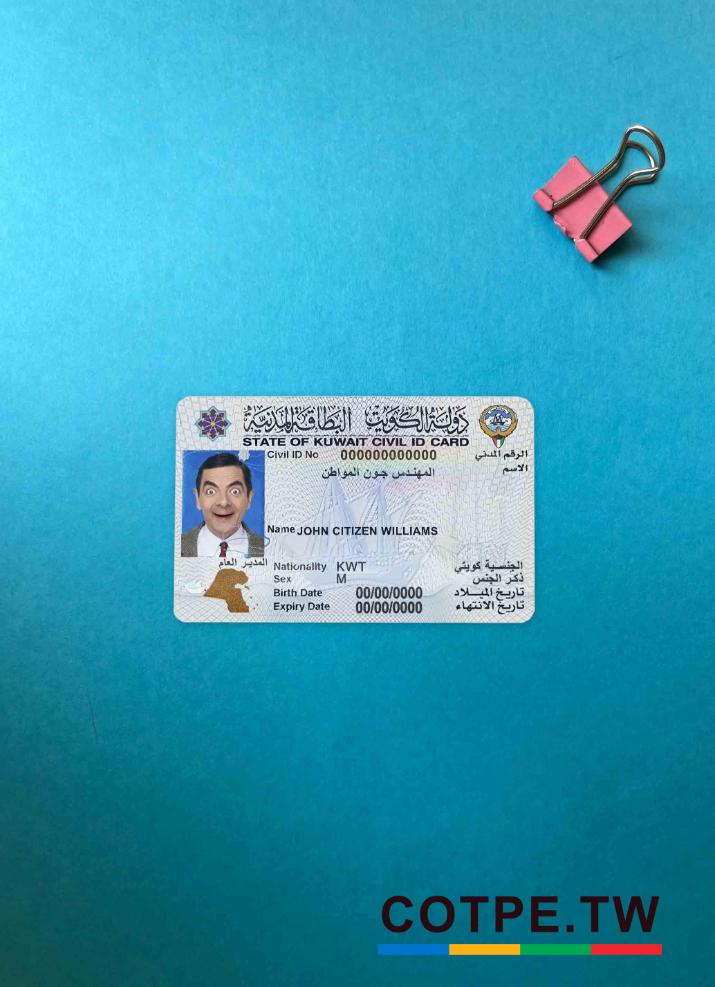 دولة الكويت البطاقة المدنية
STATE OF KUWAIT CIVIL ID CARD
Civil ID No 000000000000 الرقم المدني
الاسم
المهندس جون المواطن
Name JOHN CITIZEN WILLIAMS
المدير العام
Nationality KWT الجنسية كويتي
Sex M ذكر الجنس
Birth Date 00/00/0000 تاريخ الميلاد
Expiry Date 00/00/0000 تاريخ الانتهاء
COTPE.TW